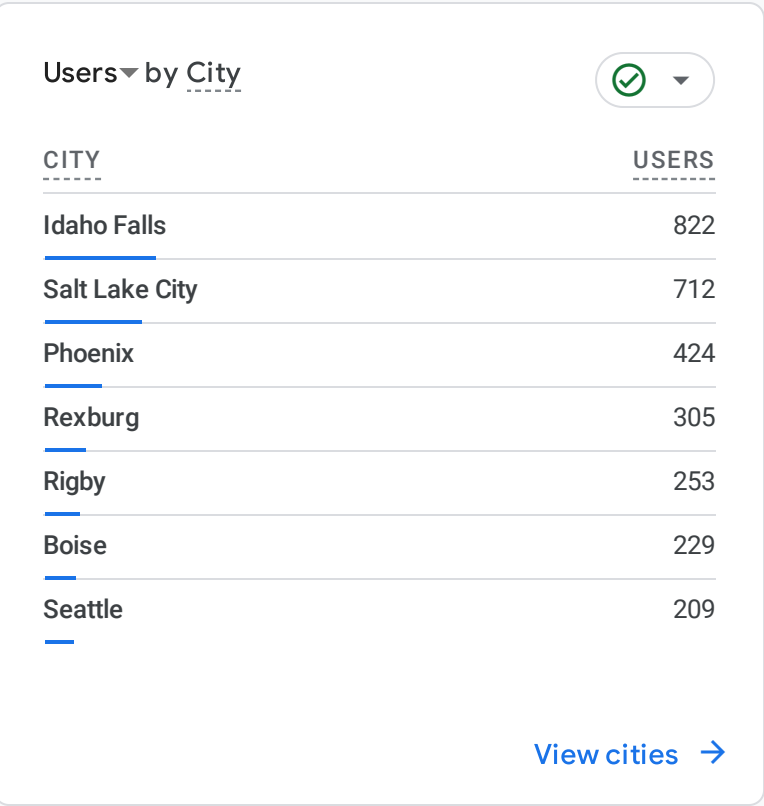 Users by City
CITY USERS
Idaho Falls 822
Salt Lake City 712
Phoenix 424
Rexburg 305
Rigby 253
Boise 229
Seattle 209
View cities